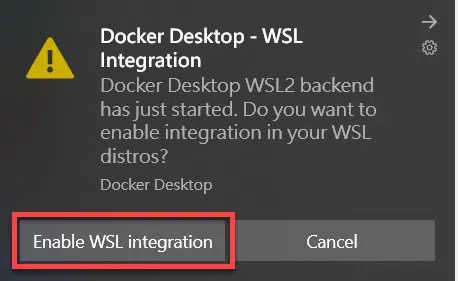 Docker Desktop - WSL
Integration
Docker Desktop WSL2 backend
has just started. Do you want to
enable integration in your WSL
distros?
Docker Desktop
Enable WSL integration
Cancel